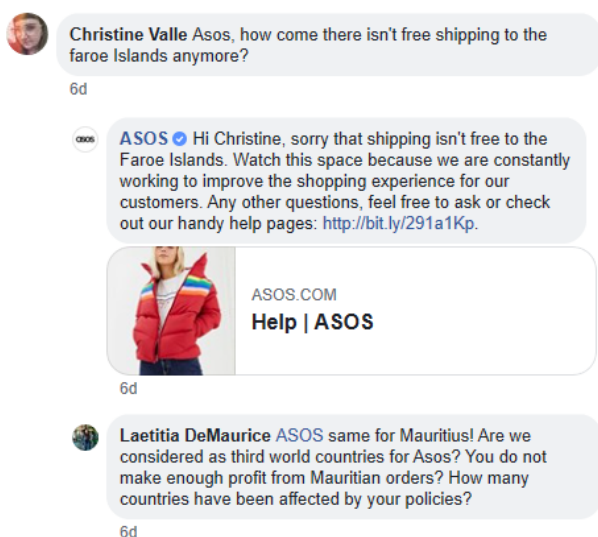 Christine Valle Asos, how come there isn't free shipping to the
faroe Islands anymore?
6d
asos
ASOS Hi Christine, sorry that shipping isn't free to the
Faroe Islands. Watch this space because we are constantly
working to improve the shopping experience for our
customers. Any other questions, feel free to ask or check
out our handy help pages: http://bit.ly/291a1Kp.
ASOS.COM
Help | ASOS
6d
Laetitia DeMaurice ASOS same for Mauritius! Are we
considered as third world countries for Asos? You do not
make enough profit from Mauritian orders? How many
countries have been affected by your policies?
6d